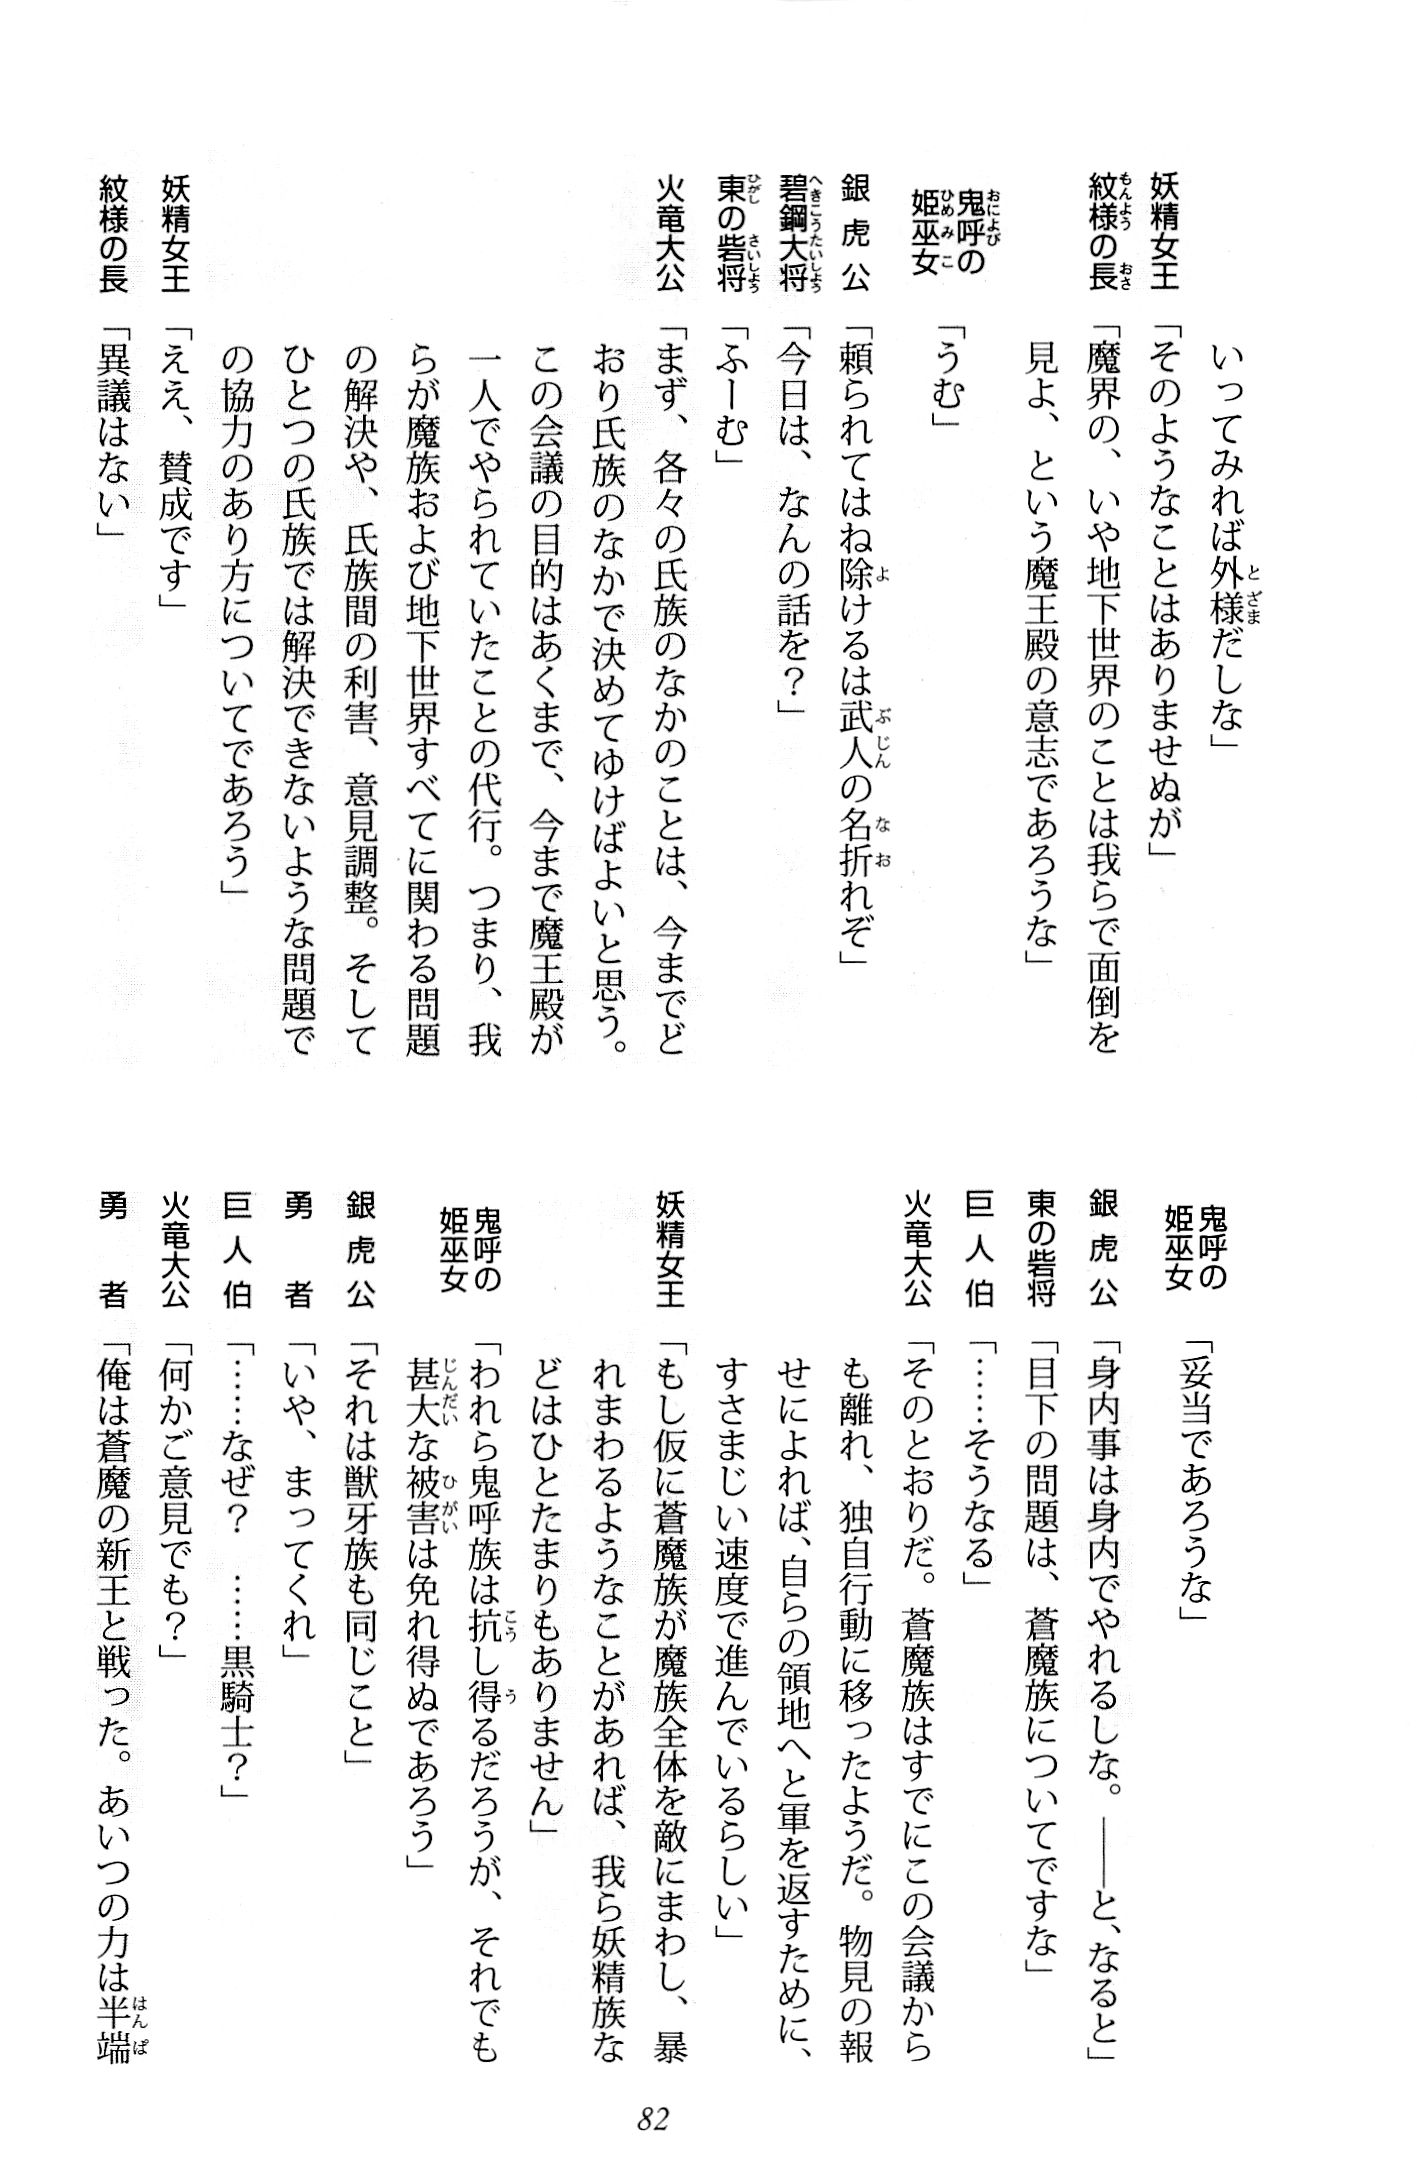 いってみれば外様だしな」
妖精女王「そのようなことはありませぬが」
紋様の長「魔界の、いや地下世界のことは我らで面倒を
見よ、という魔王殿の意志であろうな」
鬼呼の姫巫女「うむ」
銀虎公「頼られてはね除けるは武人の名折れぞ」
碧鋼大将「今日は、なんの話を？」
東の砦将「ふーむ」
火竜大公「まず、各々の氏族のなかのことは、今までど
おり氏族のなかで決めてゆけばよいと思う。
この会議の目的はあくまで、今まで魔王殿が
一人でやられていたことの代行。つまり、我
らが魔族および地下世界すべてに関わる問題
の解決や、氏族間の利害、意見調整。そして
ひとつの氏族では解決できないような問題で
の協力のあり方についてであろう」
妖精女王「ええ、賛成です」
紋様の長「異議はない」
鬼呼の姫巫女「妥当であろうな」
銀虎公「身内事は身内でやれるしな。――と、なると」
東の砦将「目下の問題は、蒼魔族についてですな」
巨人伯「……そうなる」
火竜大公「そのとおりだ。蒼魔族はすでにこの会議から
も離れ、独自行動に移ったようだ。物見の報
せによれば、自らの領地へと軍を返すために、
すさまじい速度で進んでいるらしい」
妖精女王「もし仮に蒼魔族が魔族全体を敵にまわし、暴
れまわるようなことがあれば、我ら妖精族な
どはひとたまりもありません」
鬼呼の姫巫女「われら鬼呼族は抗し得るだろうが、それでも
甚大な被害は免れ得ぬであろう」
銀虎公「それは獣牙族も同じこと」
勇者「いや、まってくれ」
巨人伯「……なぜ？　……黒騎士？」
火竜大公「何かご意見でも？」
勇者「俺は蒼魔の新王と戦った。あいつの力は半端
82